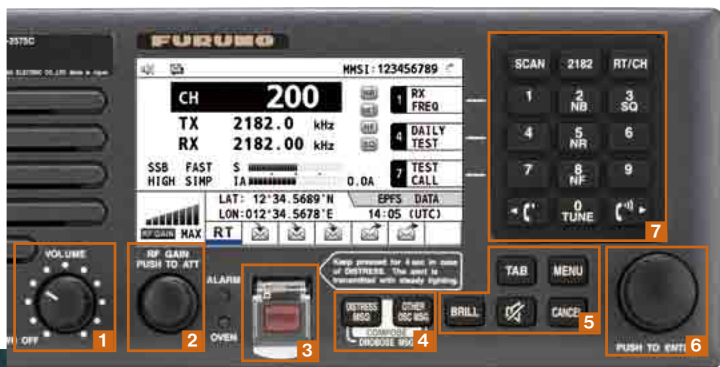 -2575C
FURUNO
MMSI:123456789
CH 200
TX 2182.0 kHz
RX 2182.00 kHz
1 RX FREQ
4 DAILY TEST
7 TEST CALL
SSB FAST S
HIGH SIMP IA 0.0A
LAT: 12°34.5689'N EPFS DATA
LON:012°34.5678'E 14:05 (UTC)
RF GAIN MAX RT
SCAN 2182 RT/CH
1 2 NB 3 SQ
4 5 NR 6
7 8 NF 9
0 TUNE
7
VOLUME
OFF
1
RF GAIN
PUSH TO ATT
2
ALARM
OVEN
Keep pressed for 4 sec in case
of DISTRESS. The alert is
transmitted with steady lighting.
3
DISTRESS MSG
OTHER DSC MSG
COMPOSE
4
TAB MENU
BRILL CANCEL
5
PUSH TO ENTER
6